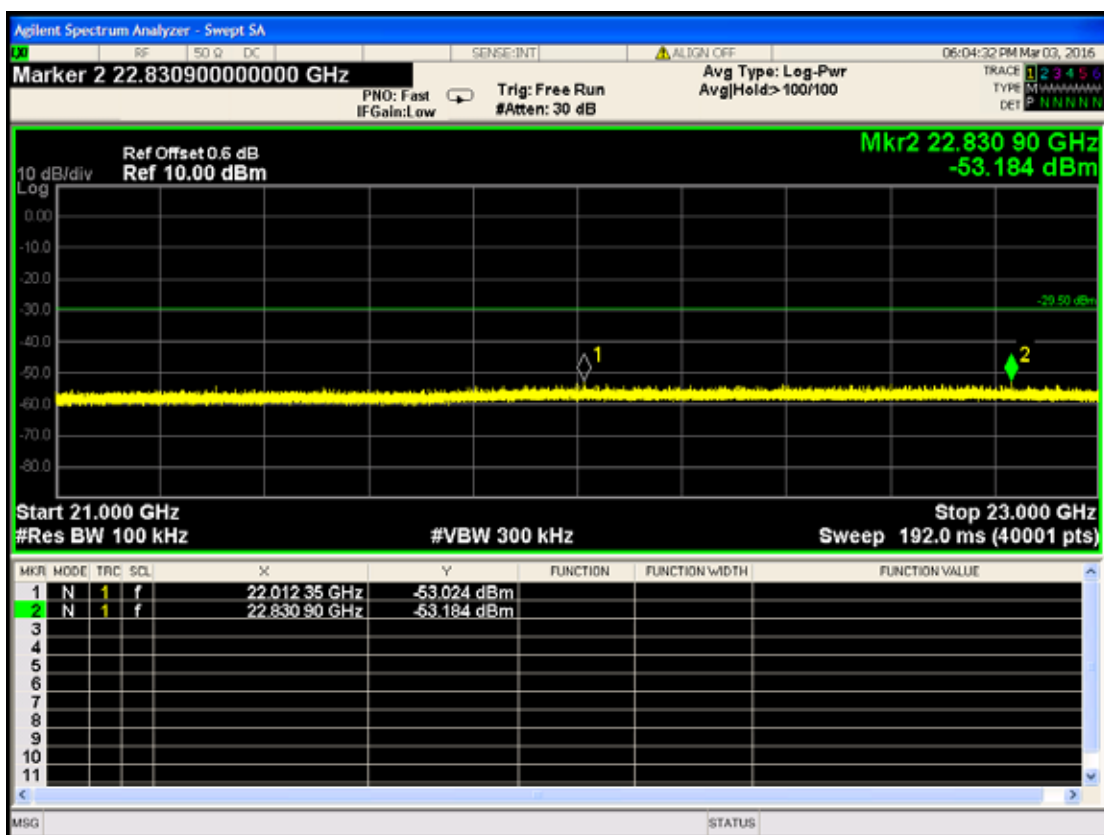 Agilent Spectrum Analyzer - Swept SA
LXI RF 50 Ω DC SENSE:INT ALIGN OFF 06:04:32 PM Mar 03, 2016
Marker 2 22.830900000000 GHz
PNO: Fast
IFGain:Low
Trig: Free Run
#Atten: 30 dB
Avg Type: Log-Pwr
Avg|Hold:>100/100
TRACE 1 2 3 4 5 6
TYPE M
DET P N N N N N
Mkr2 22.830 90 GHz
-53.184 dBm
Ref Offset 0.6 dB
10 dB/div Ref 10.00 dBm
Log
0.00
-10.0
-20.0
-29.50 dBm
-30.0
-40.0
1
2
-50.0
-60.0
-70.0
-80.0
Start 21.000 GHz Stop 23.000 GHz
#Res BW 100 kHz #VBW 300 kHz Sweep 192.0 ms (40001 pts)
MKR MODE TRC SCL X Y FUNCTION FUNCTION WIDTH FUNCTION VALUE
1 N 1 f 22.012 35 GHz -53.024 dBm
2 N 1 f 22.830 90 GHz -53.184 dBm
3
4
5
6
7
8
9
10
11
MSG STATUS